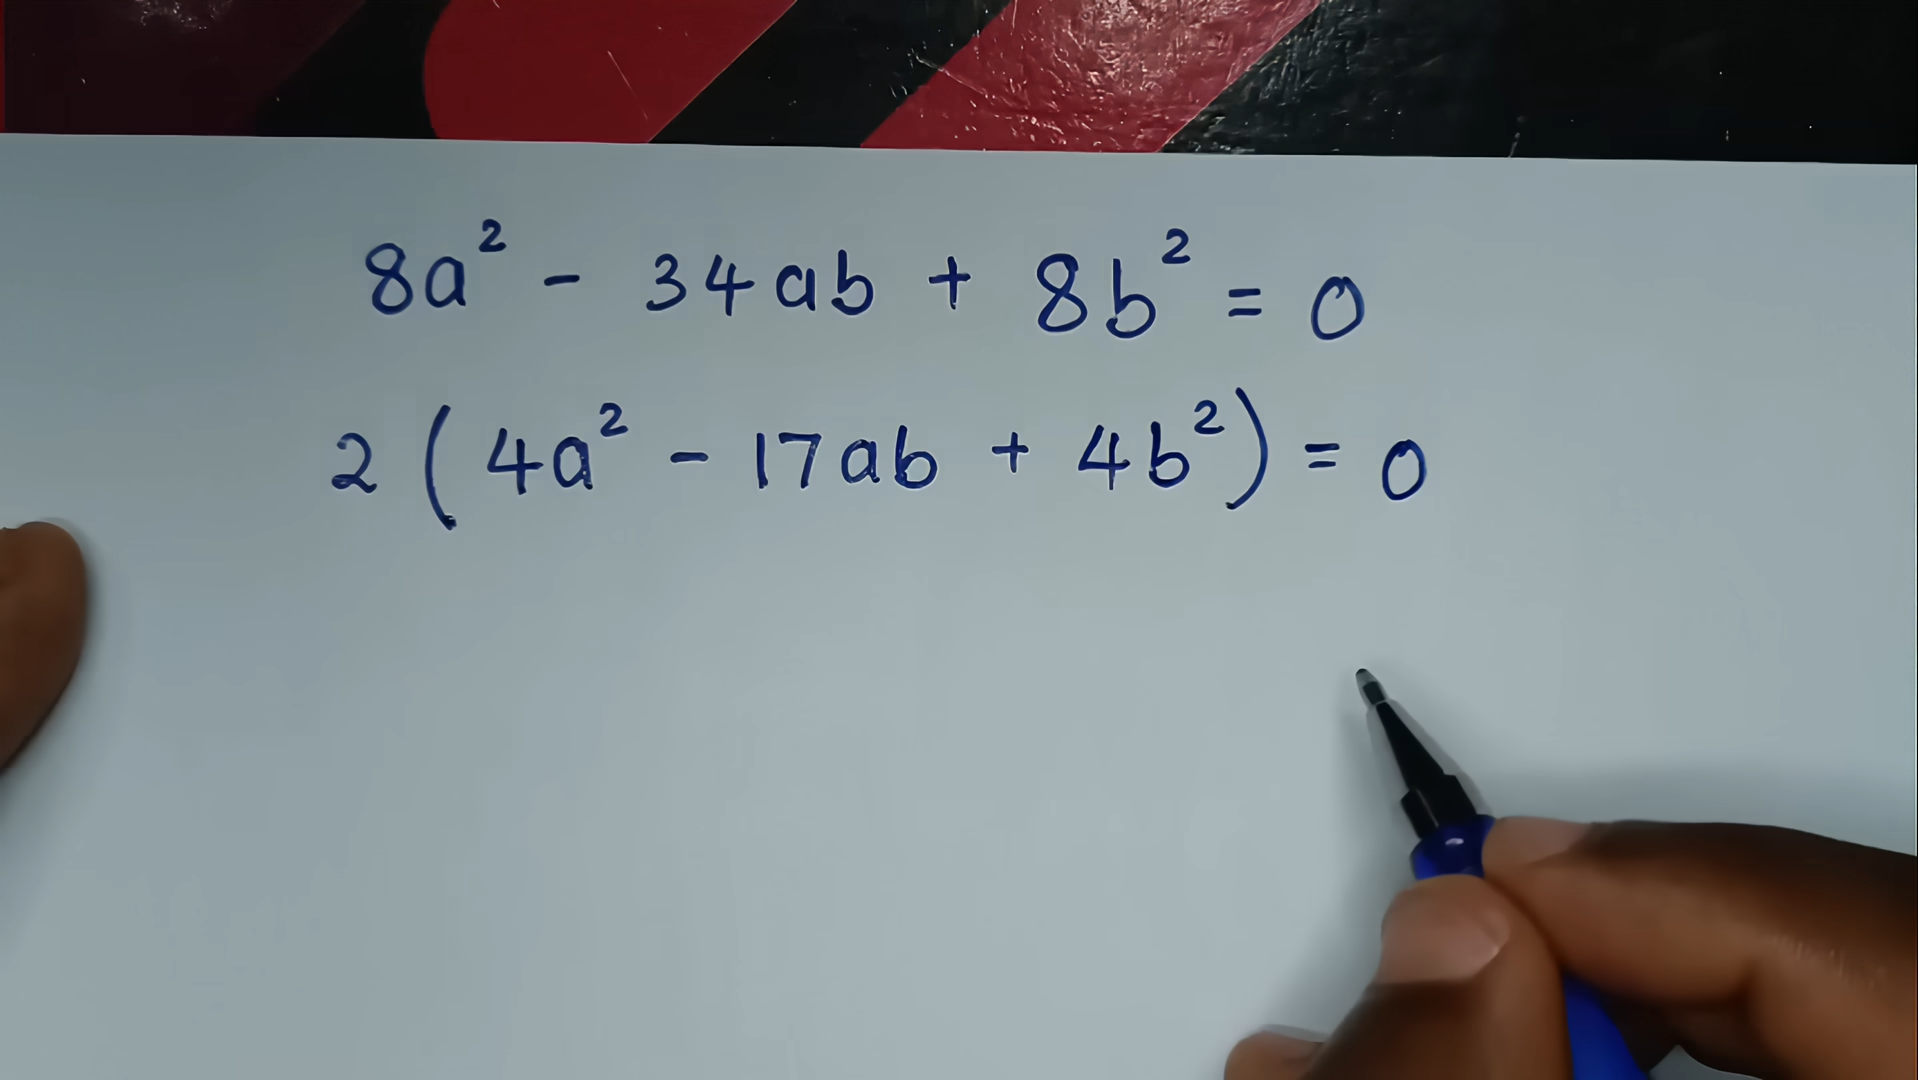 8a² - 34ab + 8b² = 0
2 (4a² - 17ab + 4b²) = 0